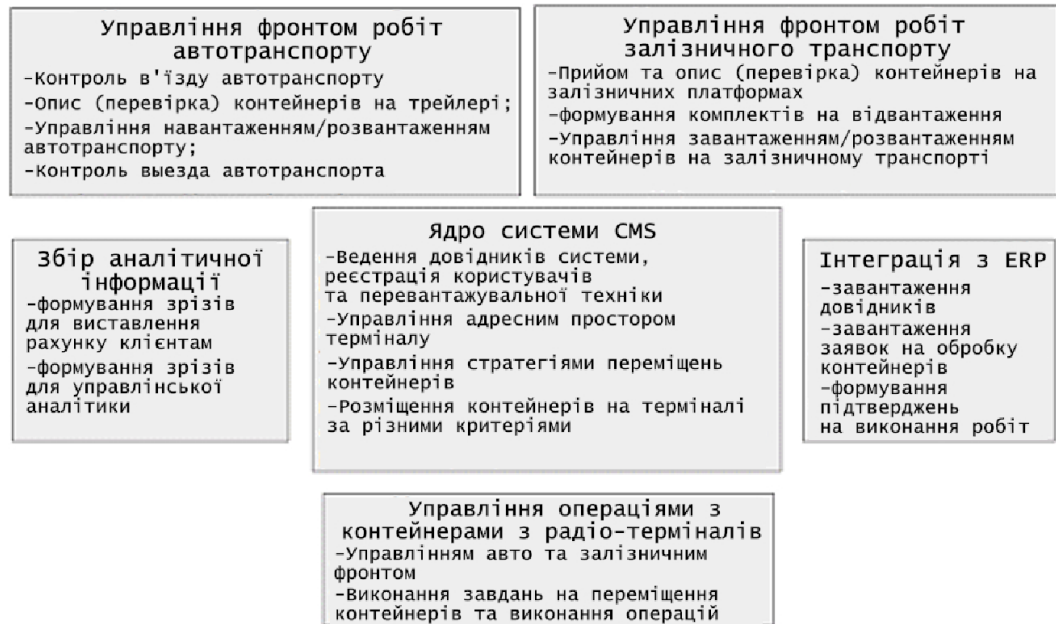 Управління фронтом робіт
автотранспорту
-Контроль в'їзду автотранспорту
-Опис (перевірка) контейнерів на трейлері;
-Управління навантаженням/розвантаженням
автотранспорту;
-Контроль выезда автотранспорта
Управління фронтом робіт
залізничного транспорту
-Прийом та опис (перевірка) контейнерів на
залізничних платформах
-формування комплектів на відвантаження
-Управління завантаженням/розвантаженням
контейнерів на залізничному транспорті
Збір аналітичної
інформації
-формування зрізів
для виставлення
рахунку клієнтам
-формування зрізів
для управлінської
аналітики
Ядро системи CMS
-Ведення довідників системи,
реєстрація користувачів
та перевантажувальної техніки
-Управління адресним простором
терміналу
-Управління стратегіями переміщень
контейнерів
-Розміщення контейнерів на терміналі
за різними критеріями
Інтеграція з ERP
-завантаження
довідників
-завантаження
заявок на обробку
контейнерів
-формування
підтверджень
на виконання робіт
Управління операціями з
контейнерами з радіо-терміналів
-Управлінням авто та залізничним
фронтом
-Виконання завдань на переміщення
контейнерів та виконання операцій